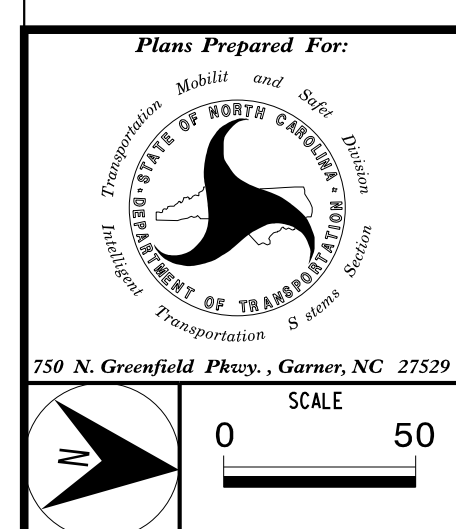 Plans Prepared For:
Transportation Mobilit and Safet Division
STATE OF NORTH CAROLINA
DEPARTMENT OF TRANSPORTATION
Intelligent Transportation S stems Section
750 N. Greenfield Pkwy. , Garner, NC 27529
N
SCALE
0 50